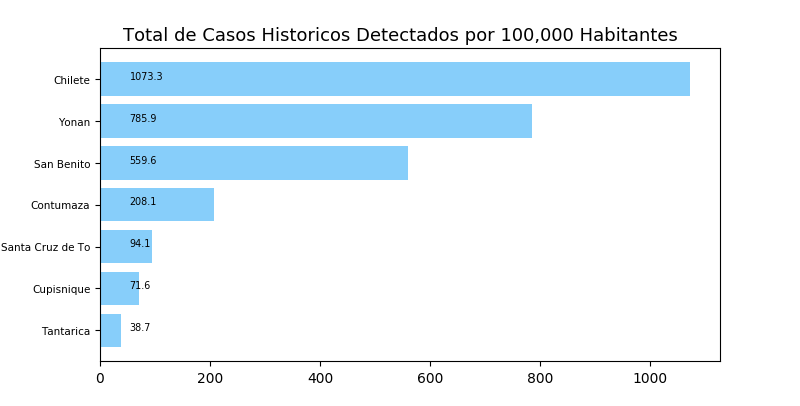 Total de Casos Historicos Detectados por 100,000 Habitantes
Chilete 1073.3
Yonan 785.9
San Benito 559.6
Contumaza 208.1
Santa Cruz de To 94.1
Cupisnique 71.6
Tantarica 38.7
0 200 400 600 800 1000